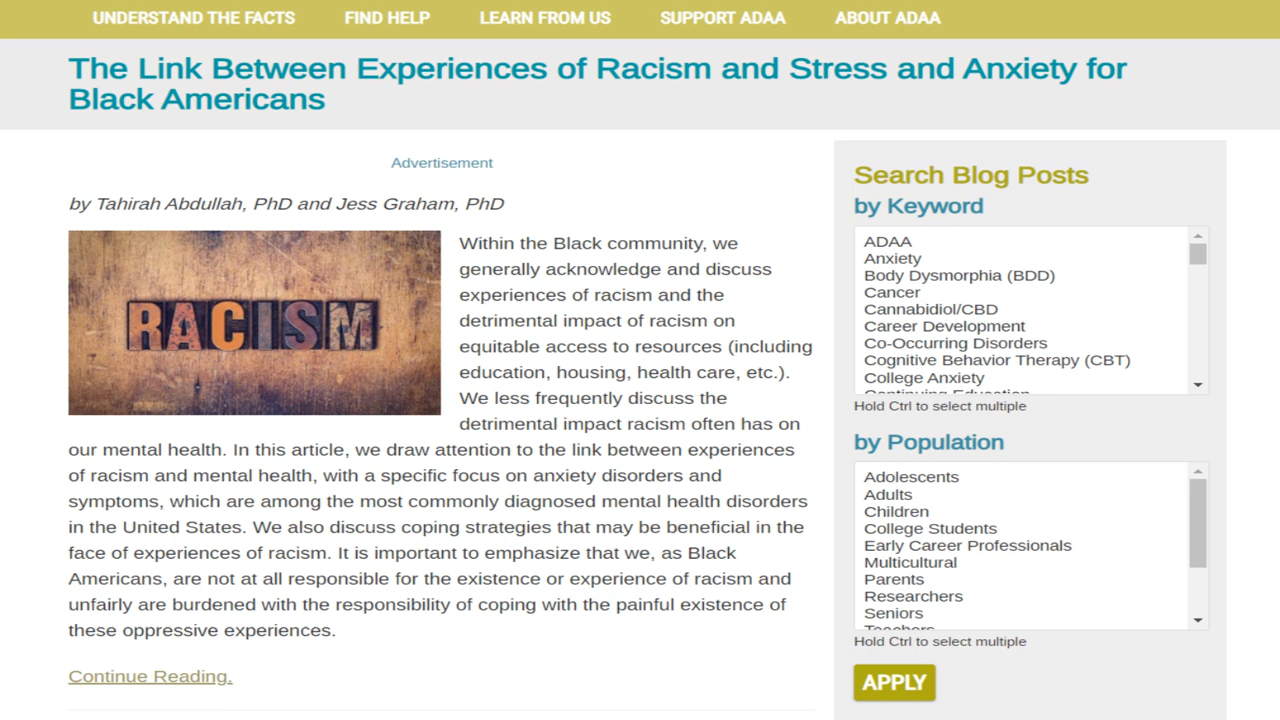 UNDERSTAND THE FACTS FIND HELP LEARN FROM US SUPPORT ADAA ABOUT ADAA
The Link Between Experiences of Racism and Stress and Anxiety for
Black Americans
Advertisement
by Tahirah Abdullah, PhD and Jess Graham, PhD
RACISM
Within the Black community, we
generally acknowledge and discuss
experiences of racism and the
detrimental impact of racism on
equitable access to resources (including
education, housing, health care, etc.).
We less frequently discuss the
detrimental impact racism often has on
our mental health. In this article, we draw attention to the link between experiences
of racism and mental health, with a specific focus on anxiety disorders and
symptoms, which are among the most commonly diagnosed mental health disorders
in the United States. We also discuss coping strategies that may be beneficial in the
face of experiences of racism. It is important to emphasize that we, as Black
Americans, are not at all responsible for the existence or experience of racism and
unfairly are burdened with the responsibility of coping with the painful existence of
these oppressive experiences.
Continue Reading.
Search Blog Posts
by Keyword
ADAA
Anxiety
Body Dysmorphia (BDD)
Cancer
Cannabidiol/CBD
Career Development
Co-Occurring Disorders
Cognitive Behavior Therapy (CBT)
College Anxiety
Continuing Education
Hold Ctrl to select multiple
by Population
Adolescents
Adults
Children
College Students
Early Career Professionals
Multicultural
Parents
Researchers
Seniors
Teachers
Hold Ctrl to select multiple
APPLY